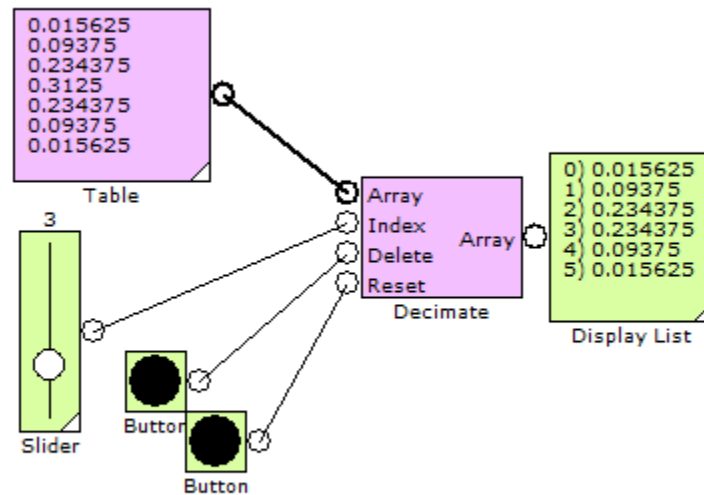 0.015625
0.09375
0.234375
0.3125
0.234375
0.09375
0.015625
Table
3
Slider
Button
Button
Array
Index
Delete
Reset
Array
Decimate
0) 0.015625
1) 0.09375
2) 0.234375
3) 0.234375
4) 0.09375
5) 0.015625
Display List